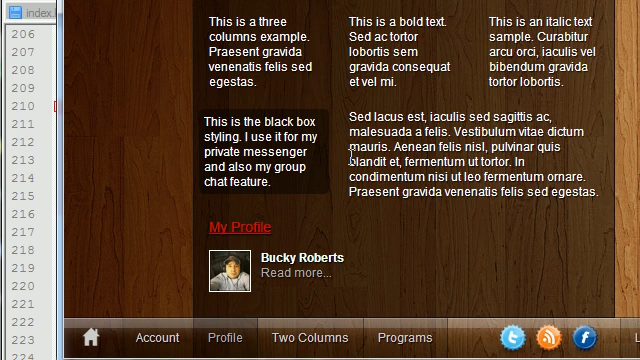 index.
206
207
208
209
210
211
212
213
214
215
216
217
218
219
220
221
222
223
224
This is a three
columns example.
Praesent gravida
venenatis felis sed
egestas.
This is a bold text.
Sed ac tortor
lobortis sem
gravida consequat
et vel mi.
This is an italic text
sample. Curabitur
arcu orci, iaculis vel
bibendum gravida
tortor lobortis.
This is the black box
styling. I use it for my
private messenger
and also my group
chat feature.
Sed lacus est, iaculis sed sagittis ac,
malesuada a felis. Vestibulum vitae dictum
mauris. Aenean felis nisl, pulvinar quis
blandit et, fermentum ut tortor. In
condimentum nisi ut leo fermentum ornare.
Praesent gravida venenatis felis sed egestas.
My Profile
Bucky Roberts
Read more...
Account
Profile
Two Columns
Programs